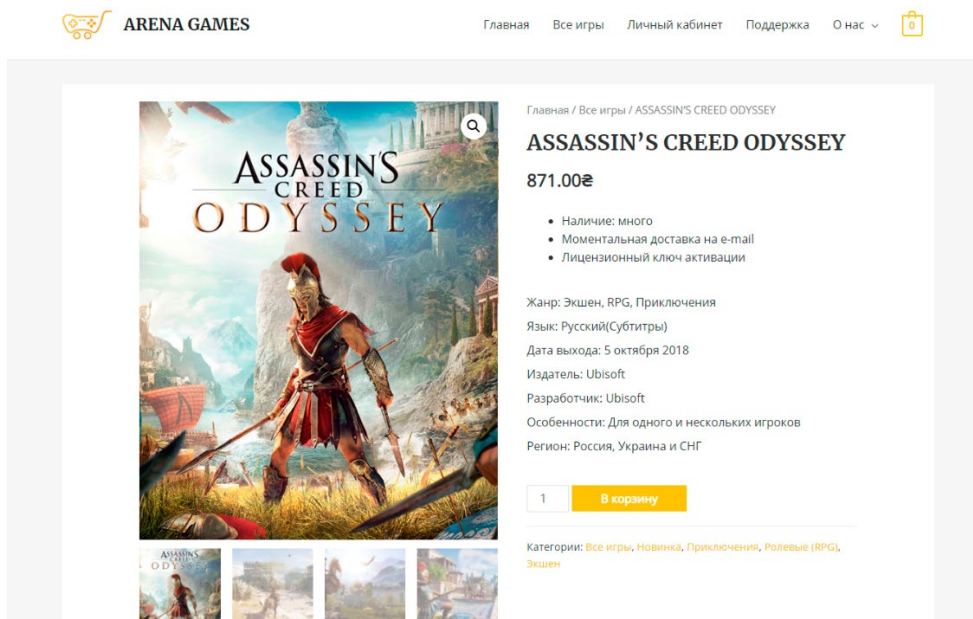 ARENA GAMES
Главная Все игры Личный кабинет Поддержка О нас
0
Главная / Все игры / ASSASSIN'S CREED ODYSSEY
ASSASSIN’S CREED ODYSSEY
871.00₴
Наличие: много
Моментальная доставка на e-mail
Лицензионный ключ активации
Жанр: Экшен, RPG, Приключения
Язык: Русский(Субтитры)
Дата выхода: 5 октября 2018
Издатель: Ubisoft
Разработчик: Ubisoft
Особенности: Для одного и нескольких игроков
Регион: Россия, Украина и СНГ
1 В корзину
Категории: Все игры, Новинка, Приключения, Ролевые (RPG),
Экшен
ASSASSIN'S
CREED
ODYSSEY
ASSASSIN'S
CREED
ODYSSEY